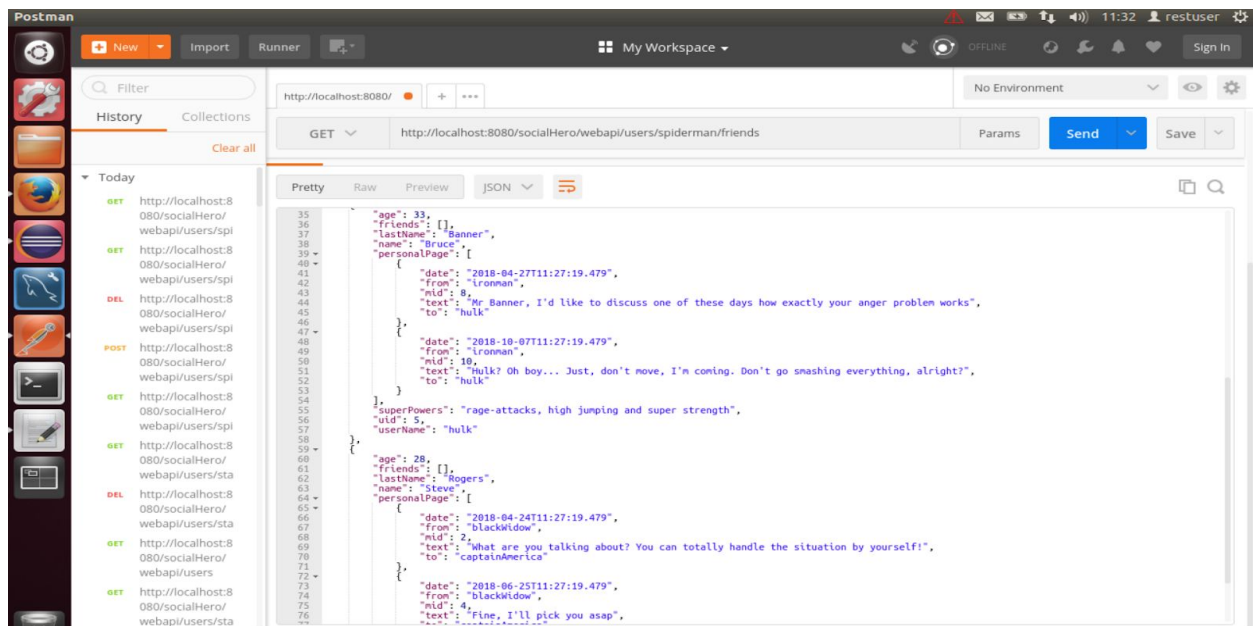 Postman
11:32 restuser
New
Import
Runner
My Workspace
OFFLINE
Sign In
Filter
History
Collections
Clear all
Today
GET http://localhost:8
080/socialHero/
webapi/users/spi
GET http://localhost:8
080/socialHero/
webapi/users/spi
DEL http://localhost:8
080/socialHero/
webapi/users/spi
POST http://localhost:8
080/socialHero/
webapi/users/spi
GET http://localhost:8
080/socialHero/
webapi/users/spi
GET http://localhost:8
080/socialHero/
webapi/users/sta
DEL http://localhost:8
080/socialHero/
webapi/users/sta
GET http://localhost:8
080/socialHero/
webapi/users
GET http://localhost:8
080/socialHero/
webapi/users/sta
http://localhost:8080/
No Environment
GET
http://localhost:8080/socialHero/webapi/users/spiderman/friends
Params
Send
Save
Pretty
Raw
Preview
JSON
35 "age": 33,
36 "friends": [],
37 "lastName": "Banner",
38 "name": "Bruce",
39 "personalPage": [
40 {
41 "date": "2018-04-27T11:27:19.479",
42 "from": "ironman",
43 "mid": 8,
44 "text": "Mr Banner, I'd like to discuss one of these days how exactly your anger problem works",
45 "to": "hulk"
46 },
47 {
48 "date": "2018-10-07T11:27:19.479",
49 "from": "ironman",
50 "mid": 10,
51 "text": "Hulk? Oh boy... Just, don't move, I'm coming. Don't go smashing everything, alright?",
52 "to": "hulk"
53 }
54 ],
55 "superPowers": "rage-attacks, high jumping and super strength",
56 "uid": 5,
57 "userName": "hulk"
58 },
59 {
60 "age": 28,
61 "friends": [],
62 "lastName": "Rogers",
63 "name": "Steve",
64 "personalPage": [
65 {
66 "date": "2018-04-24T11:27:19.479",
67 "from": "blackWidow",
68 "mid": 2,
69 "text": "What are you talking about? You can totally handle the situation by yourself!",
70 "to": "captainAmerica"
71 },
72 {
73 "date": "2018-06-25T11:27:19.479",
74 "from": "blackWidow",
75 "mid": 4,
76 "text": "Fine, I'll pick you asap",